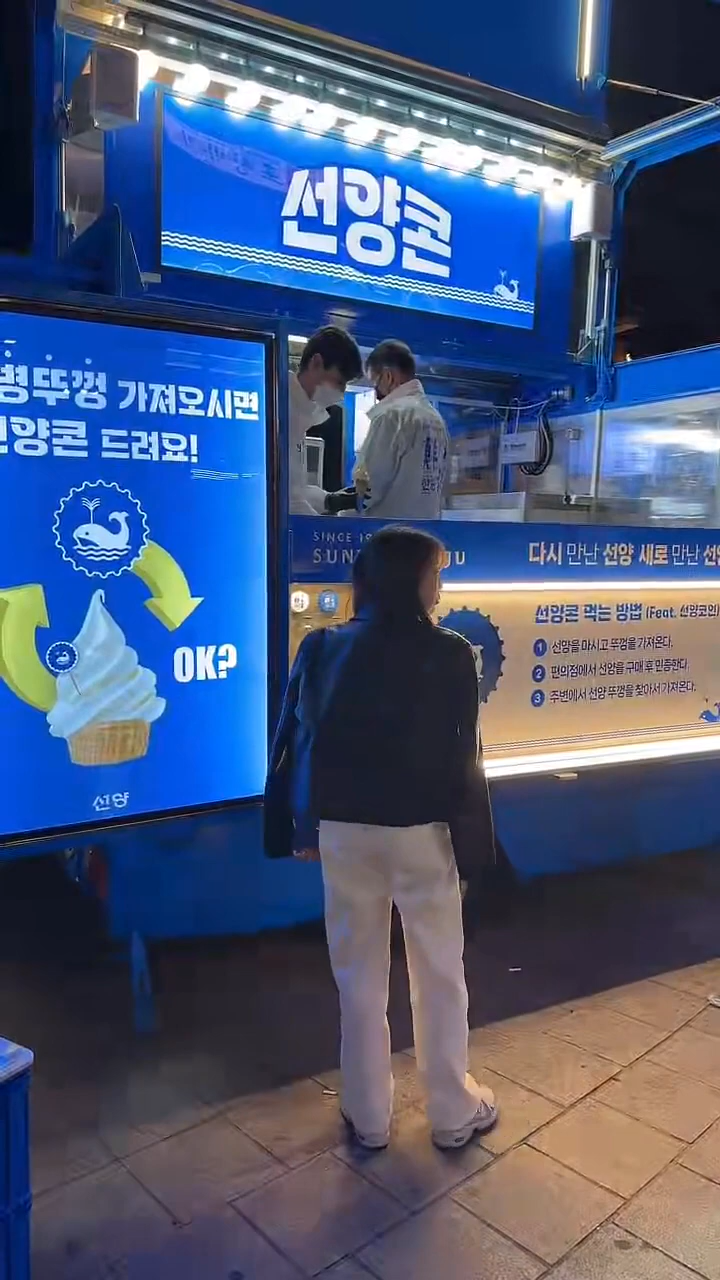 선양콘
병뚜껑 가져오시면
선양콘 드려요!
OK?
선양
SINCE
다시 만난 선양 새로 만난
선양콘 먹는 방법 (Feat. 선양코인)
1 선양을 마시고 뚜껑을 가져온다.
2 편의점에서 선양을 구매 후 인증한다.
3 주변에서 선양 뚜껑을 찾아서 가져온다.